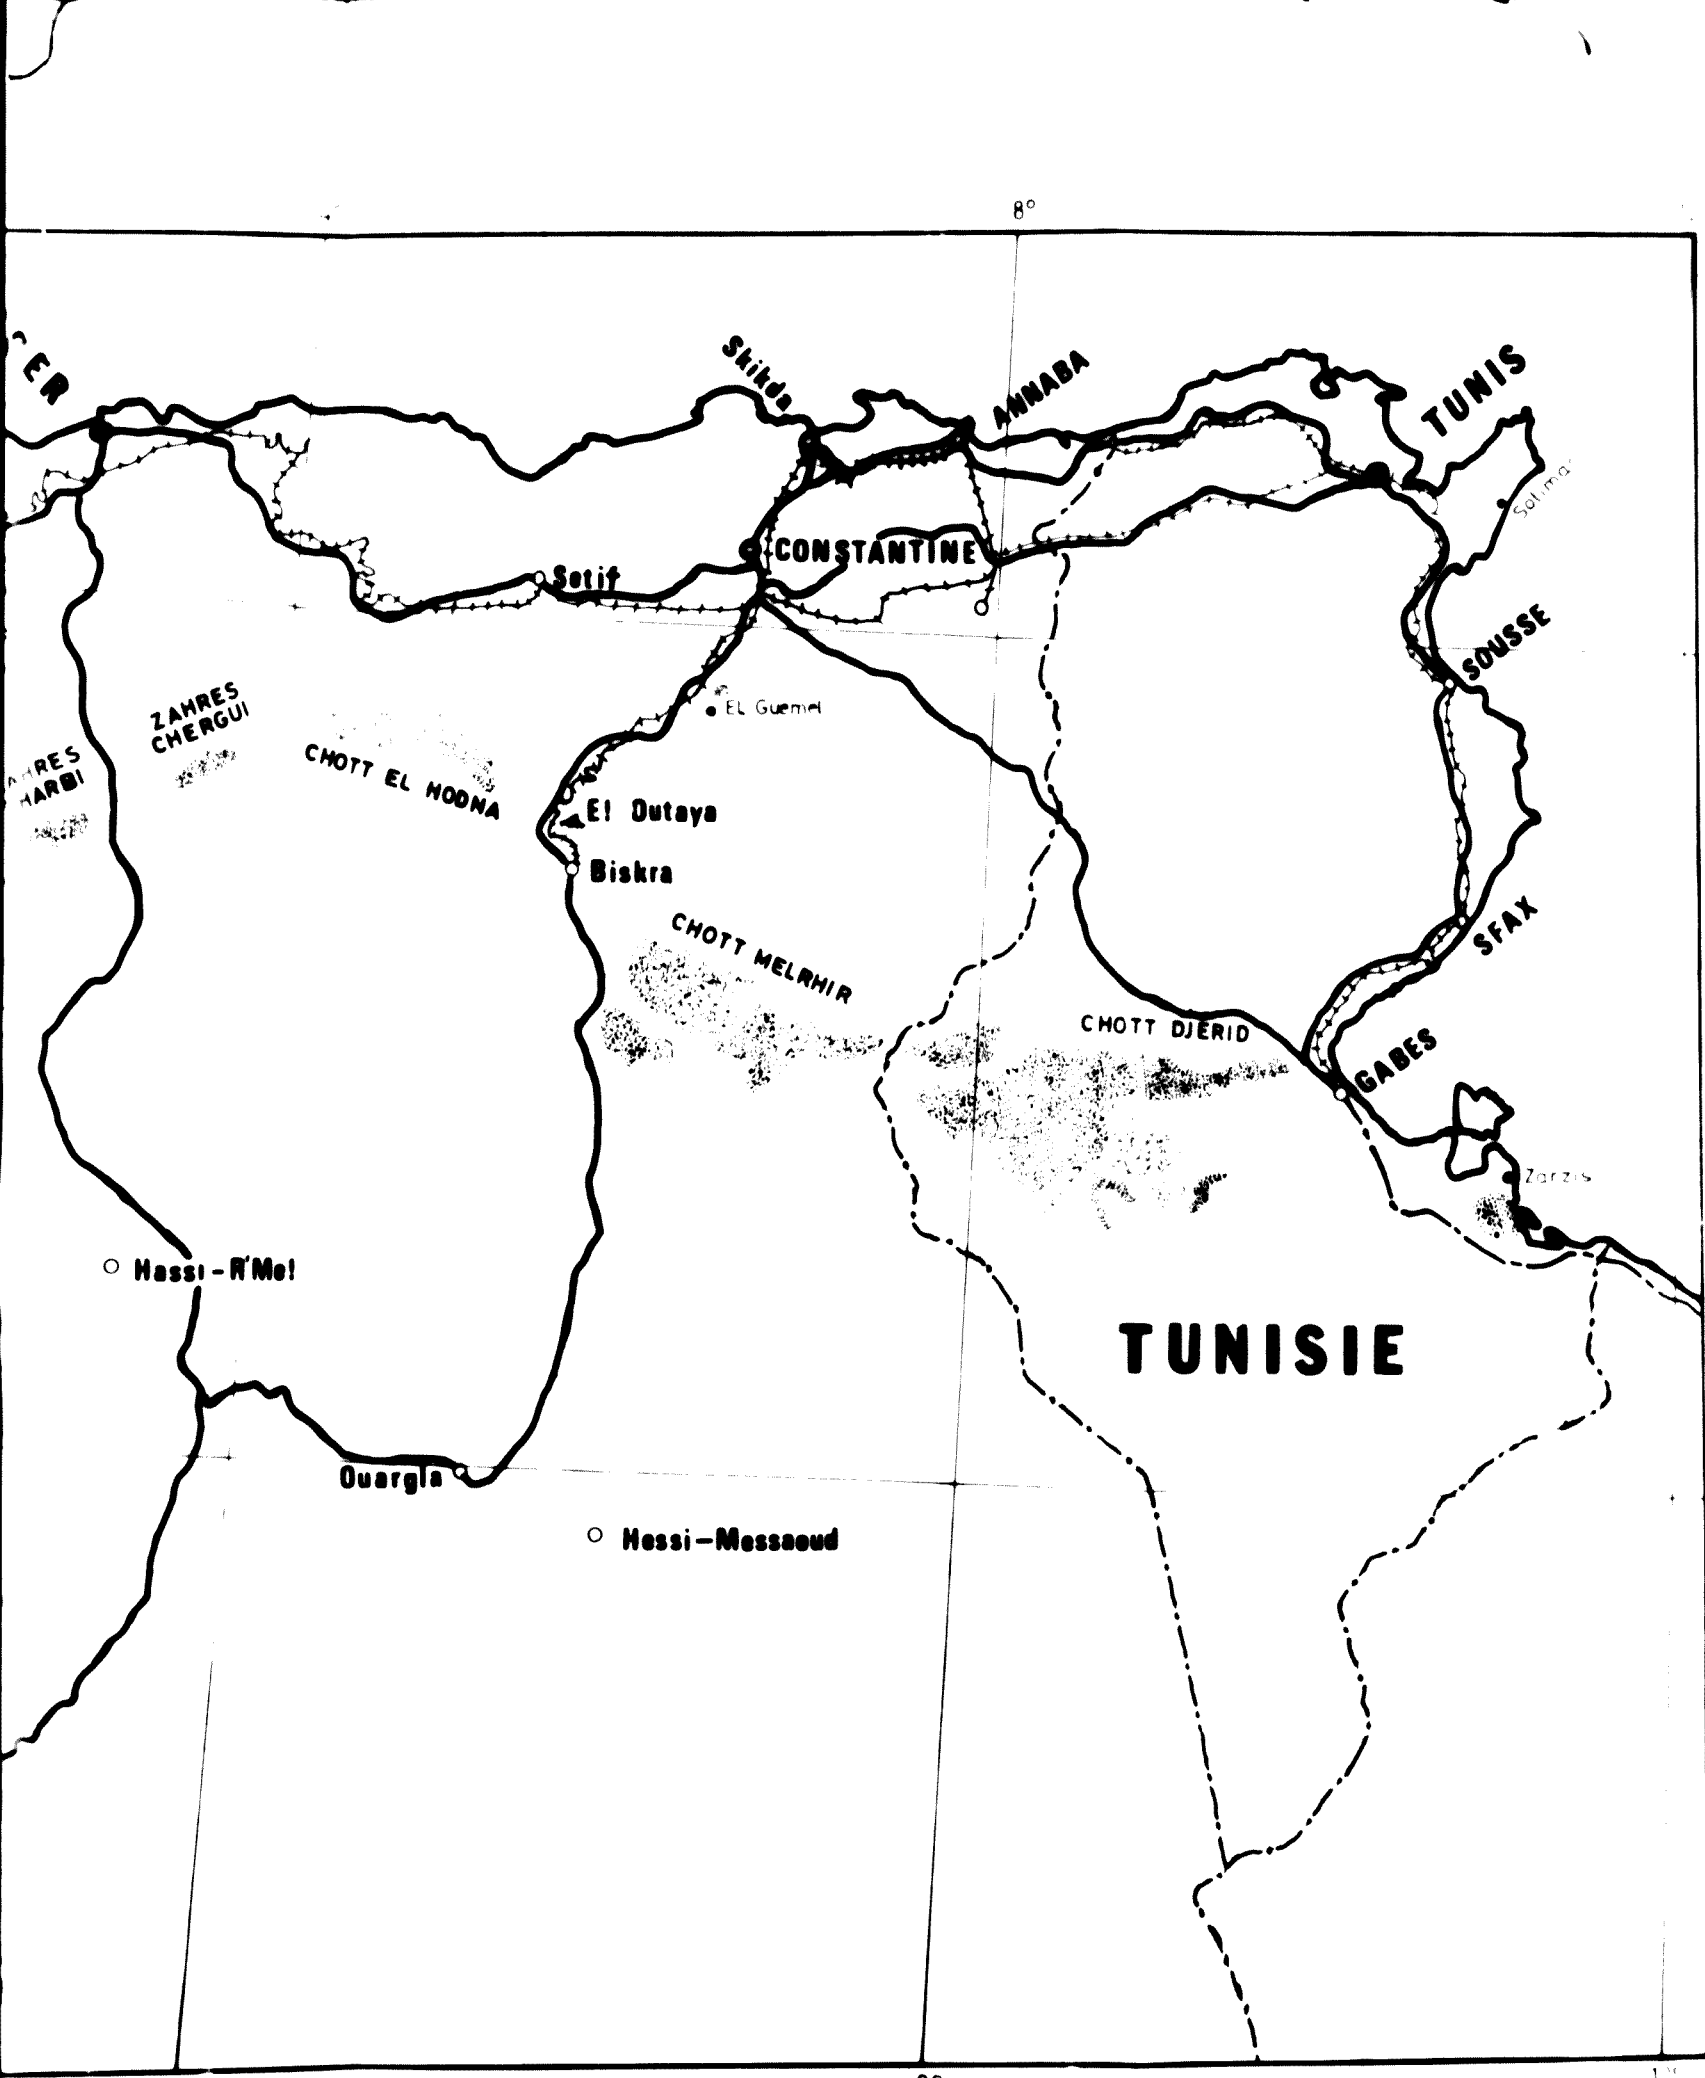 8°
Skikda
ANNABA
TUNIS
CONSTANTINE
Setif
SOUSSE
EL Guemel
ZAHRES
CHERGUI
CHOTT EL HODNA
El Outaya
Biskra
CHOTT MELRHIR
SFAX
CHOTT DJERID
GABES
Zarzis
Hassi-R'Mel
TUNISIE
Ouargla
Hessi-Messaoud